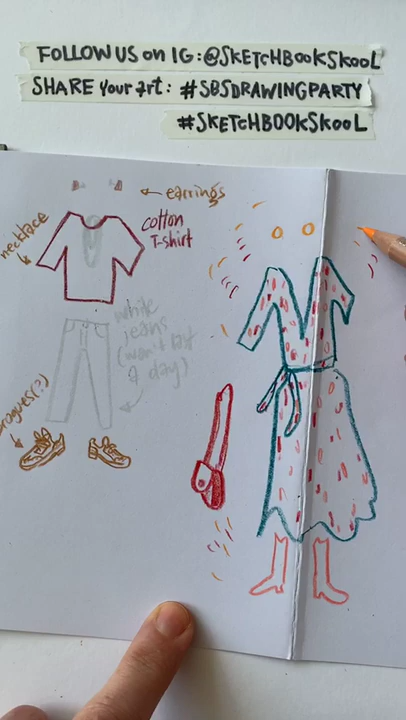 FOLLOW US on IG: @SKETCHBOOKSKOOL
SHARE your art: #SBSDRAWINGPARTY
#SKETCHBOOKSKOOL
← earrings
necklace
cotton
T-shirt
white
jeans
(won't last
a day)
brogues(?)